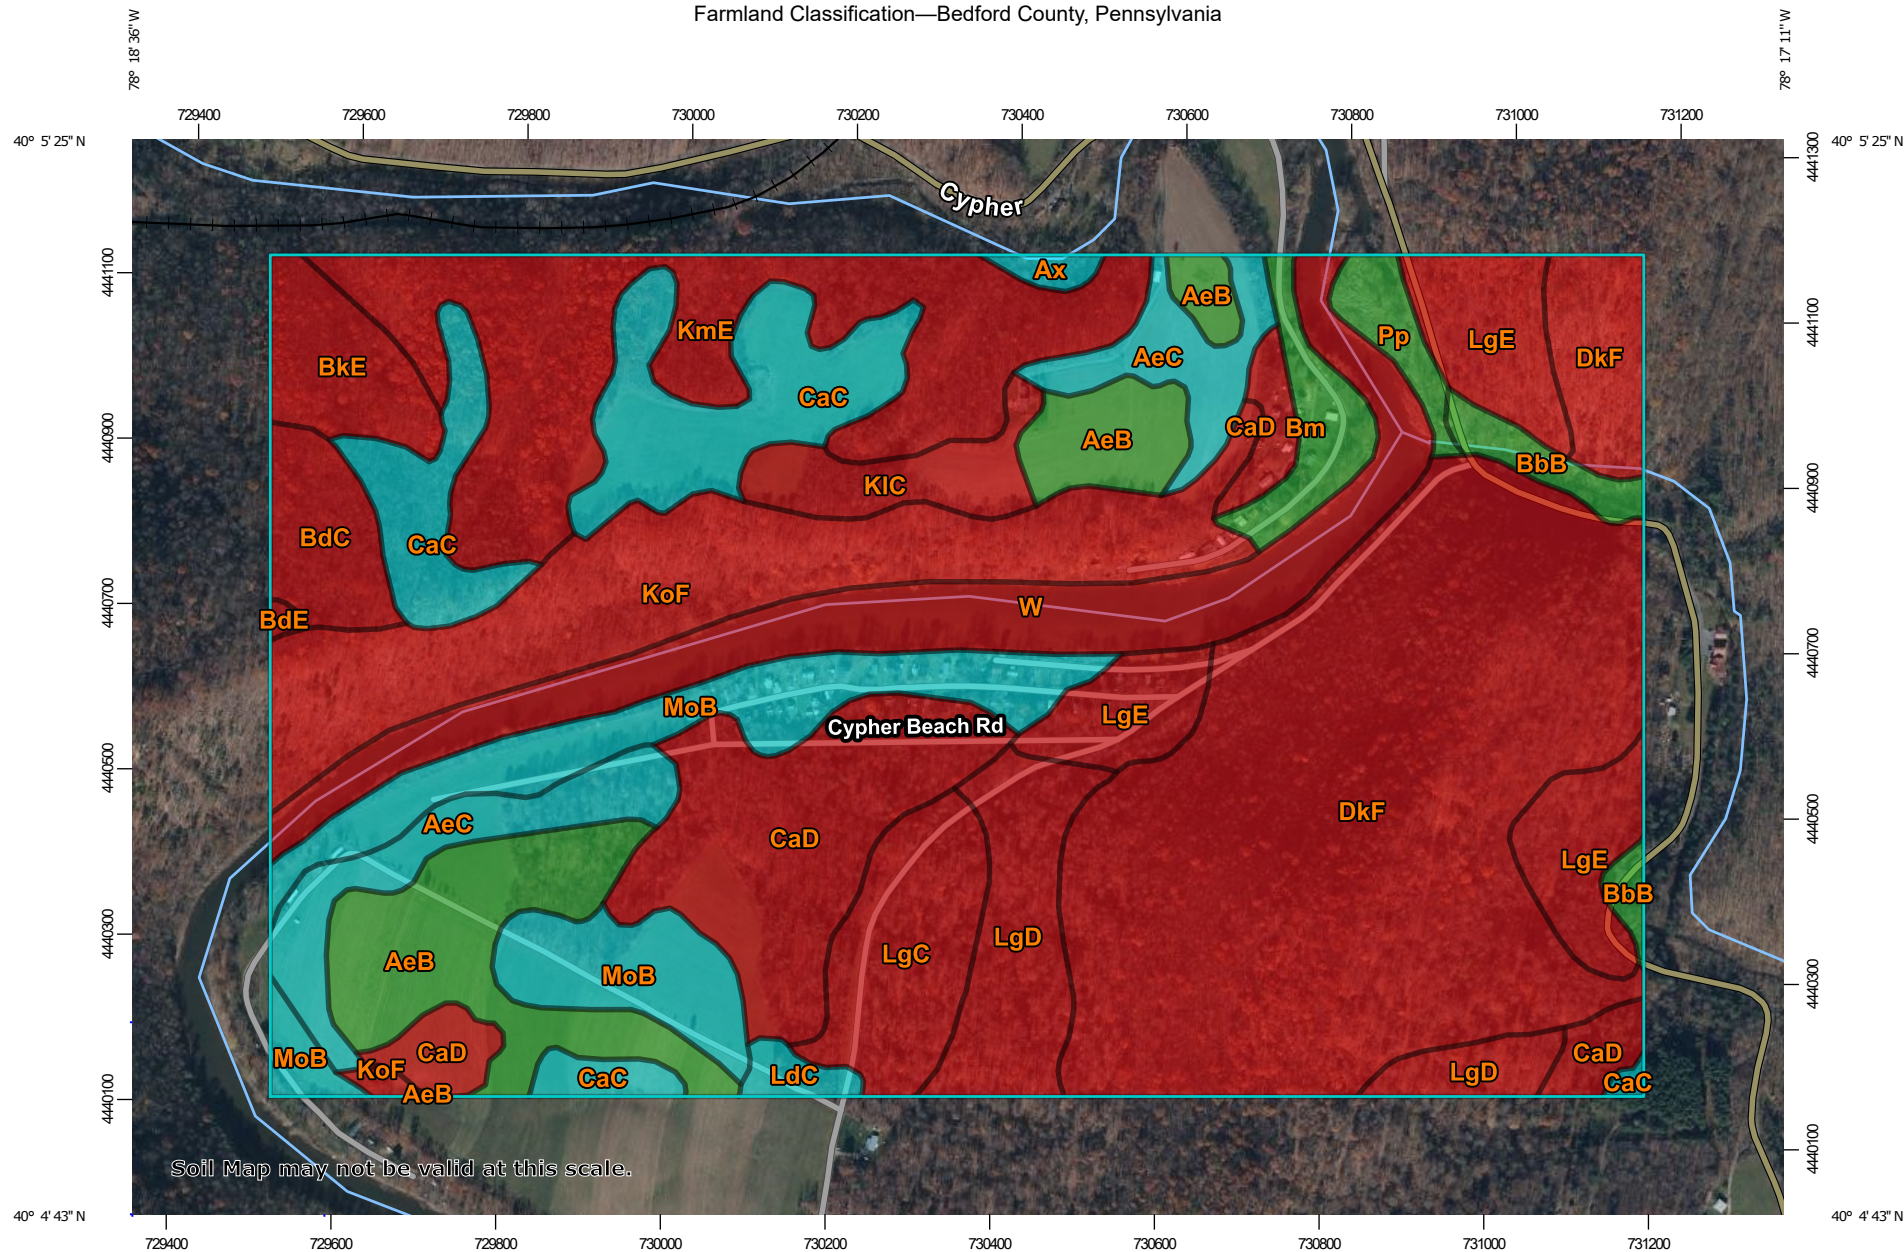 Farmland Classification—Bedford County, Pennsylvania
78° 18' 36" W
78° 17' 11" W
729400
729600
729800
730000
730200
730400
730600
730800
731000
731200
40° 5' 25" N
40° 5' 25" N
4441300
Cypher
4441100
4441100
Ax
AeB
KmE
Pp
LgE
AeC
DkF
BkE
CaC
4440900
4440900
AeB
CaD
Bm
BbB
KlC
BdC
CaC
KoF
4440700
4440700
W
BdE
MoB
LgE
Cypher Beach Rd
4440500
4440500
AeC
CaD
DkF
LgE
BbB
4440300
4440300
AeB
MoB
LgC
LgD
MoB
KoF
CaD
AeB
CaC
LdC
LgD
CaD
CaC
4440100
4440100
Soil Map may not be valid at this scale.
40° 4' 43" N
40° 4' 43" N
729400
729600
729800
730000
730200
730400
730600
730800
731000
731200